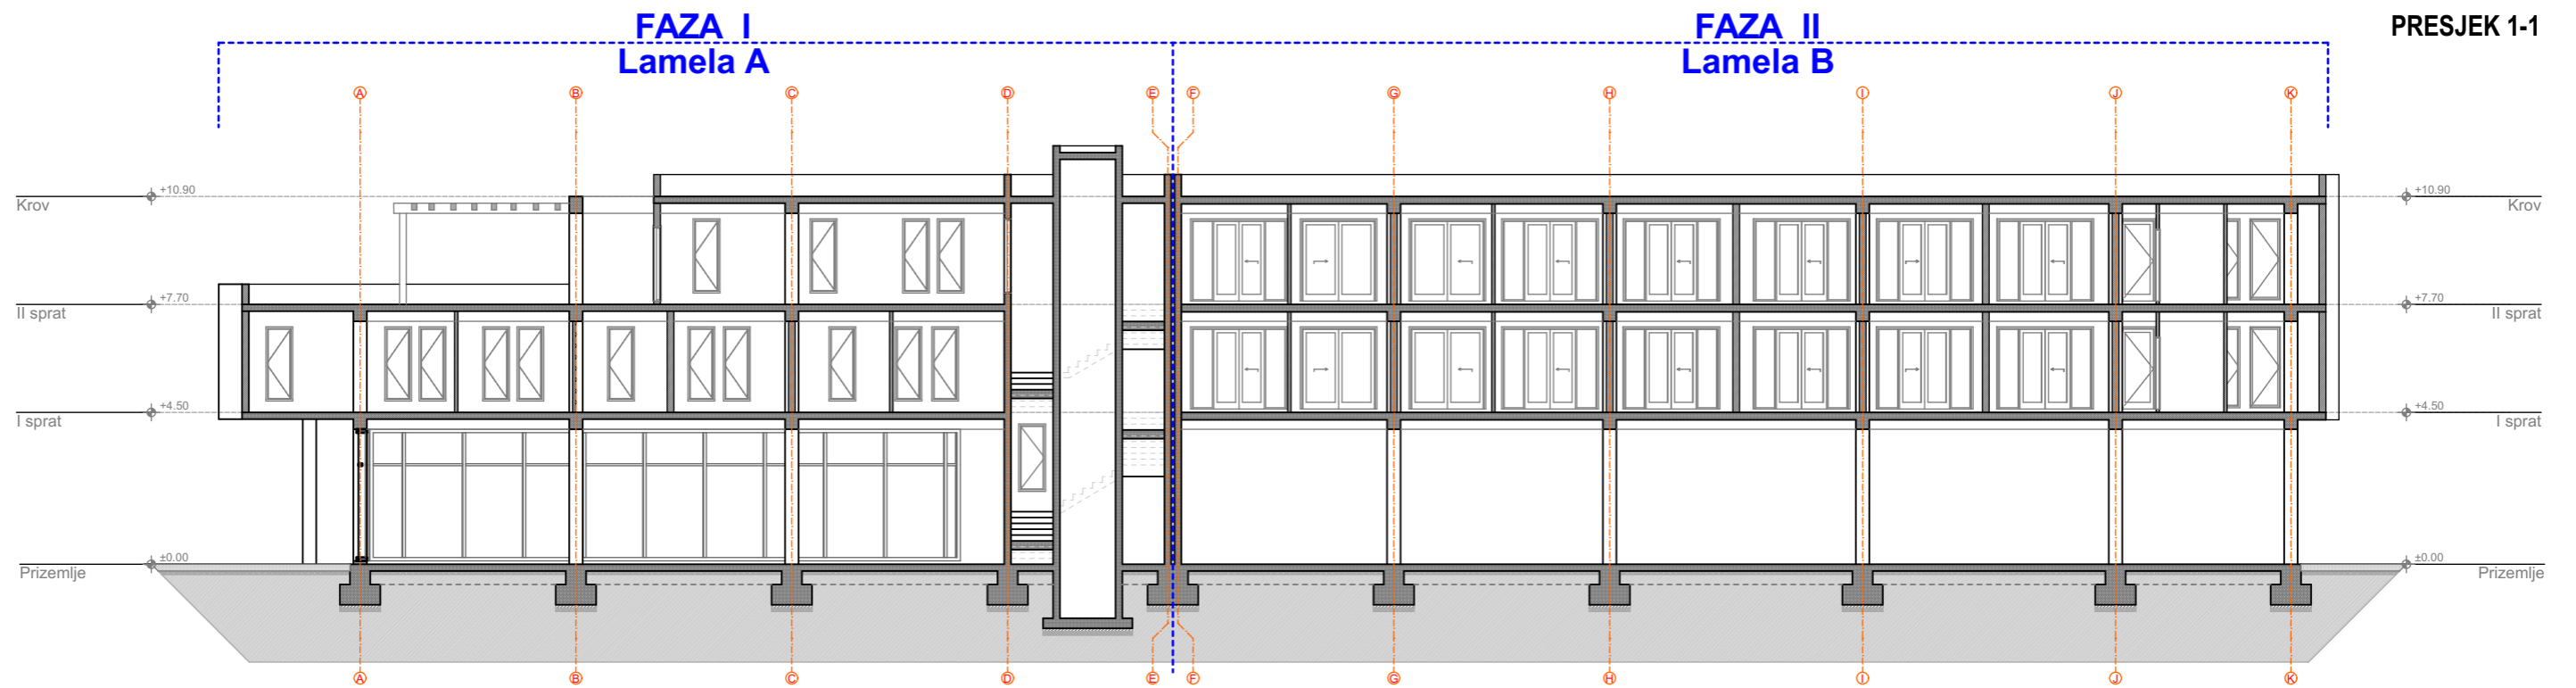 FAZA I
FAZA II
PRESJEK 1-1
Lamela A
Lamela B
A
B
C
D
E
F
G
H
I
J
K
+10.90
Krov
+10.90
Krov
+7.70
II sprat
+7.70
II sprat
+4.50
I sprat
+4.50
I sprat
±0.00
Prizemlje
±0.00
Prizemlje
A
B
C
D
E
F
G
H
I
J
K